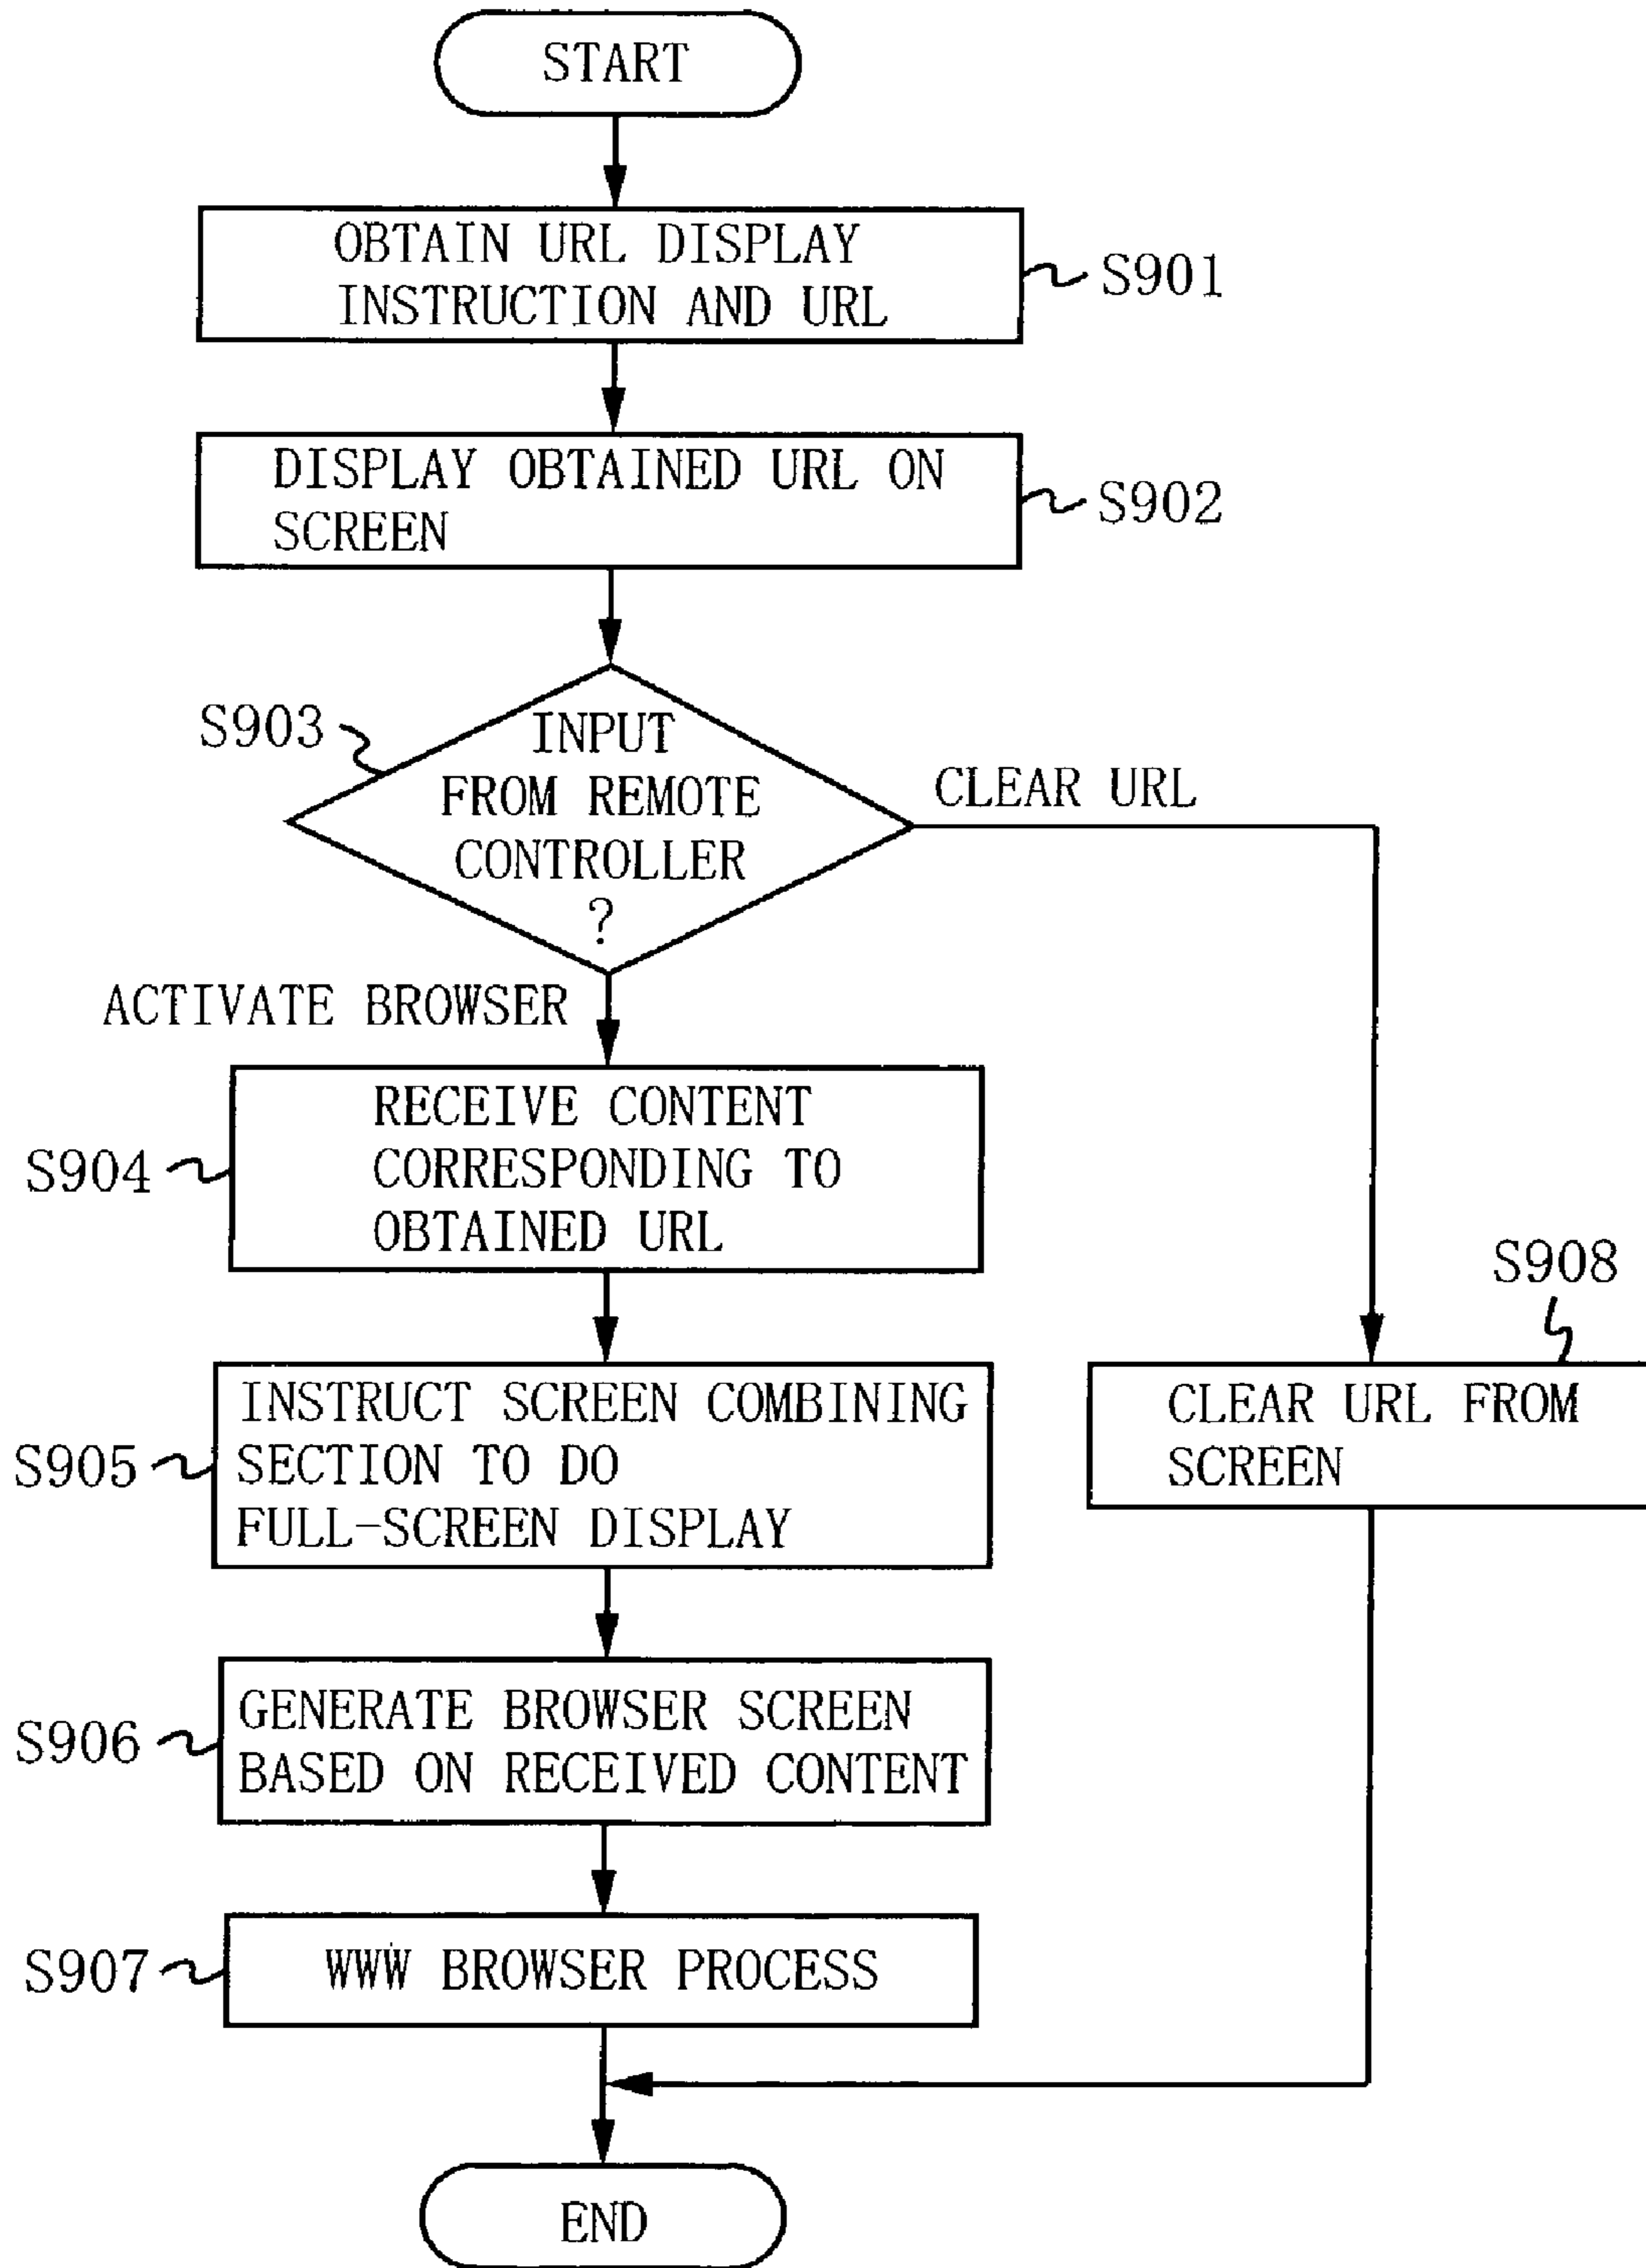 START
OBTAIN URL DISPLAY
INSTRUCTION AND URL
S901
DISPLAY OBTAINED URL ON
SCREEN
S902
S903
INPUT
FROM REMOTE
CONTROLLER
?
CLEAR URL
ACTIVATE BROWSER
RECEIVE CONTENT
CORRESPONDING TO
OBTAINED URL
S904
S908
INSTRUCT SCREEN COMBINING
SECTION TO DO
FULL-SCREEN DISPLAY
S905
CLEAR URL FROM
SCREEN
GENERATE BROWSER SCREEN
BASED ON RECEIVED CONTENT
S906
WWW BROWSER PROCESS
S907
END